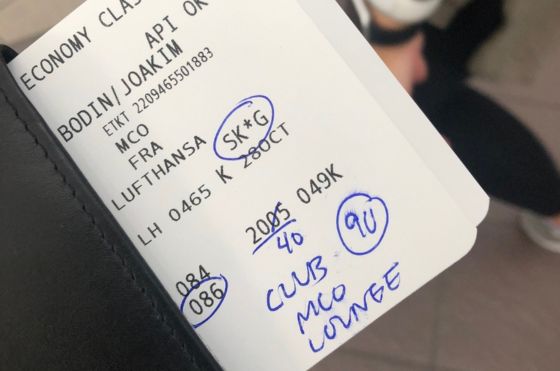 ECONOMY CLAS
API OK
BODIN/JOAKIM
ETKT 2209465501883
MCO
FRA
LUFTHANSA SK*G
LH 0465 K 28OCT
084 2005 049K
086 40 90
CLUB
MCO
LOUNGE